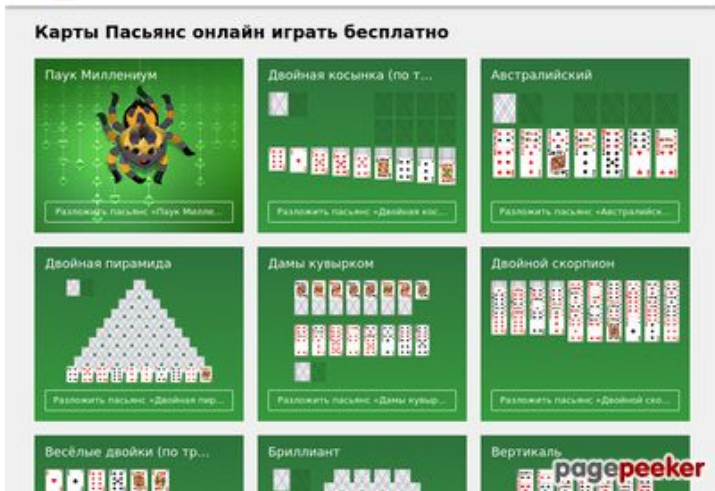 Карты Пасьянс онлайн играть бесплатно
Паук Миллениум
Двойная косынка (по т...
Австралийский
Разложить пасьянс «Паук Милле...
Разложить пасьянс «Двойная кос...
Разложить пасьянс «Австралийск...
Двойная пирамида
Дамы кувырком
Двойной скорпион
Разложить пасьянс «Двойная пир...
Разложить пасьянс «Дамы кувыр...
Разложить пасьянс «Двойной ско...
Весёлые двойки (по тр...
Бриллиант
Вертикаль
pagepeeker